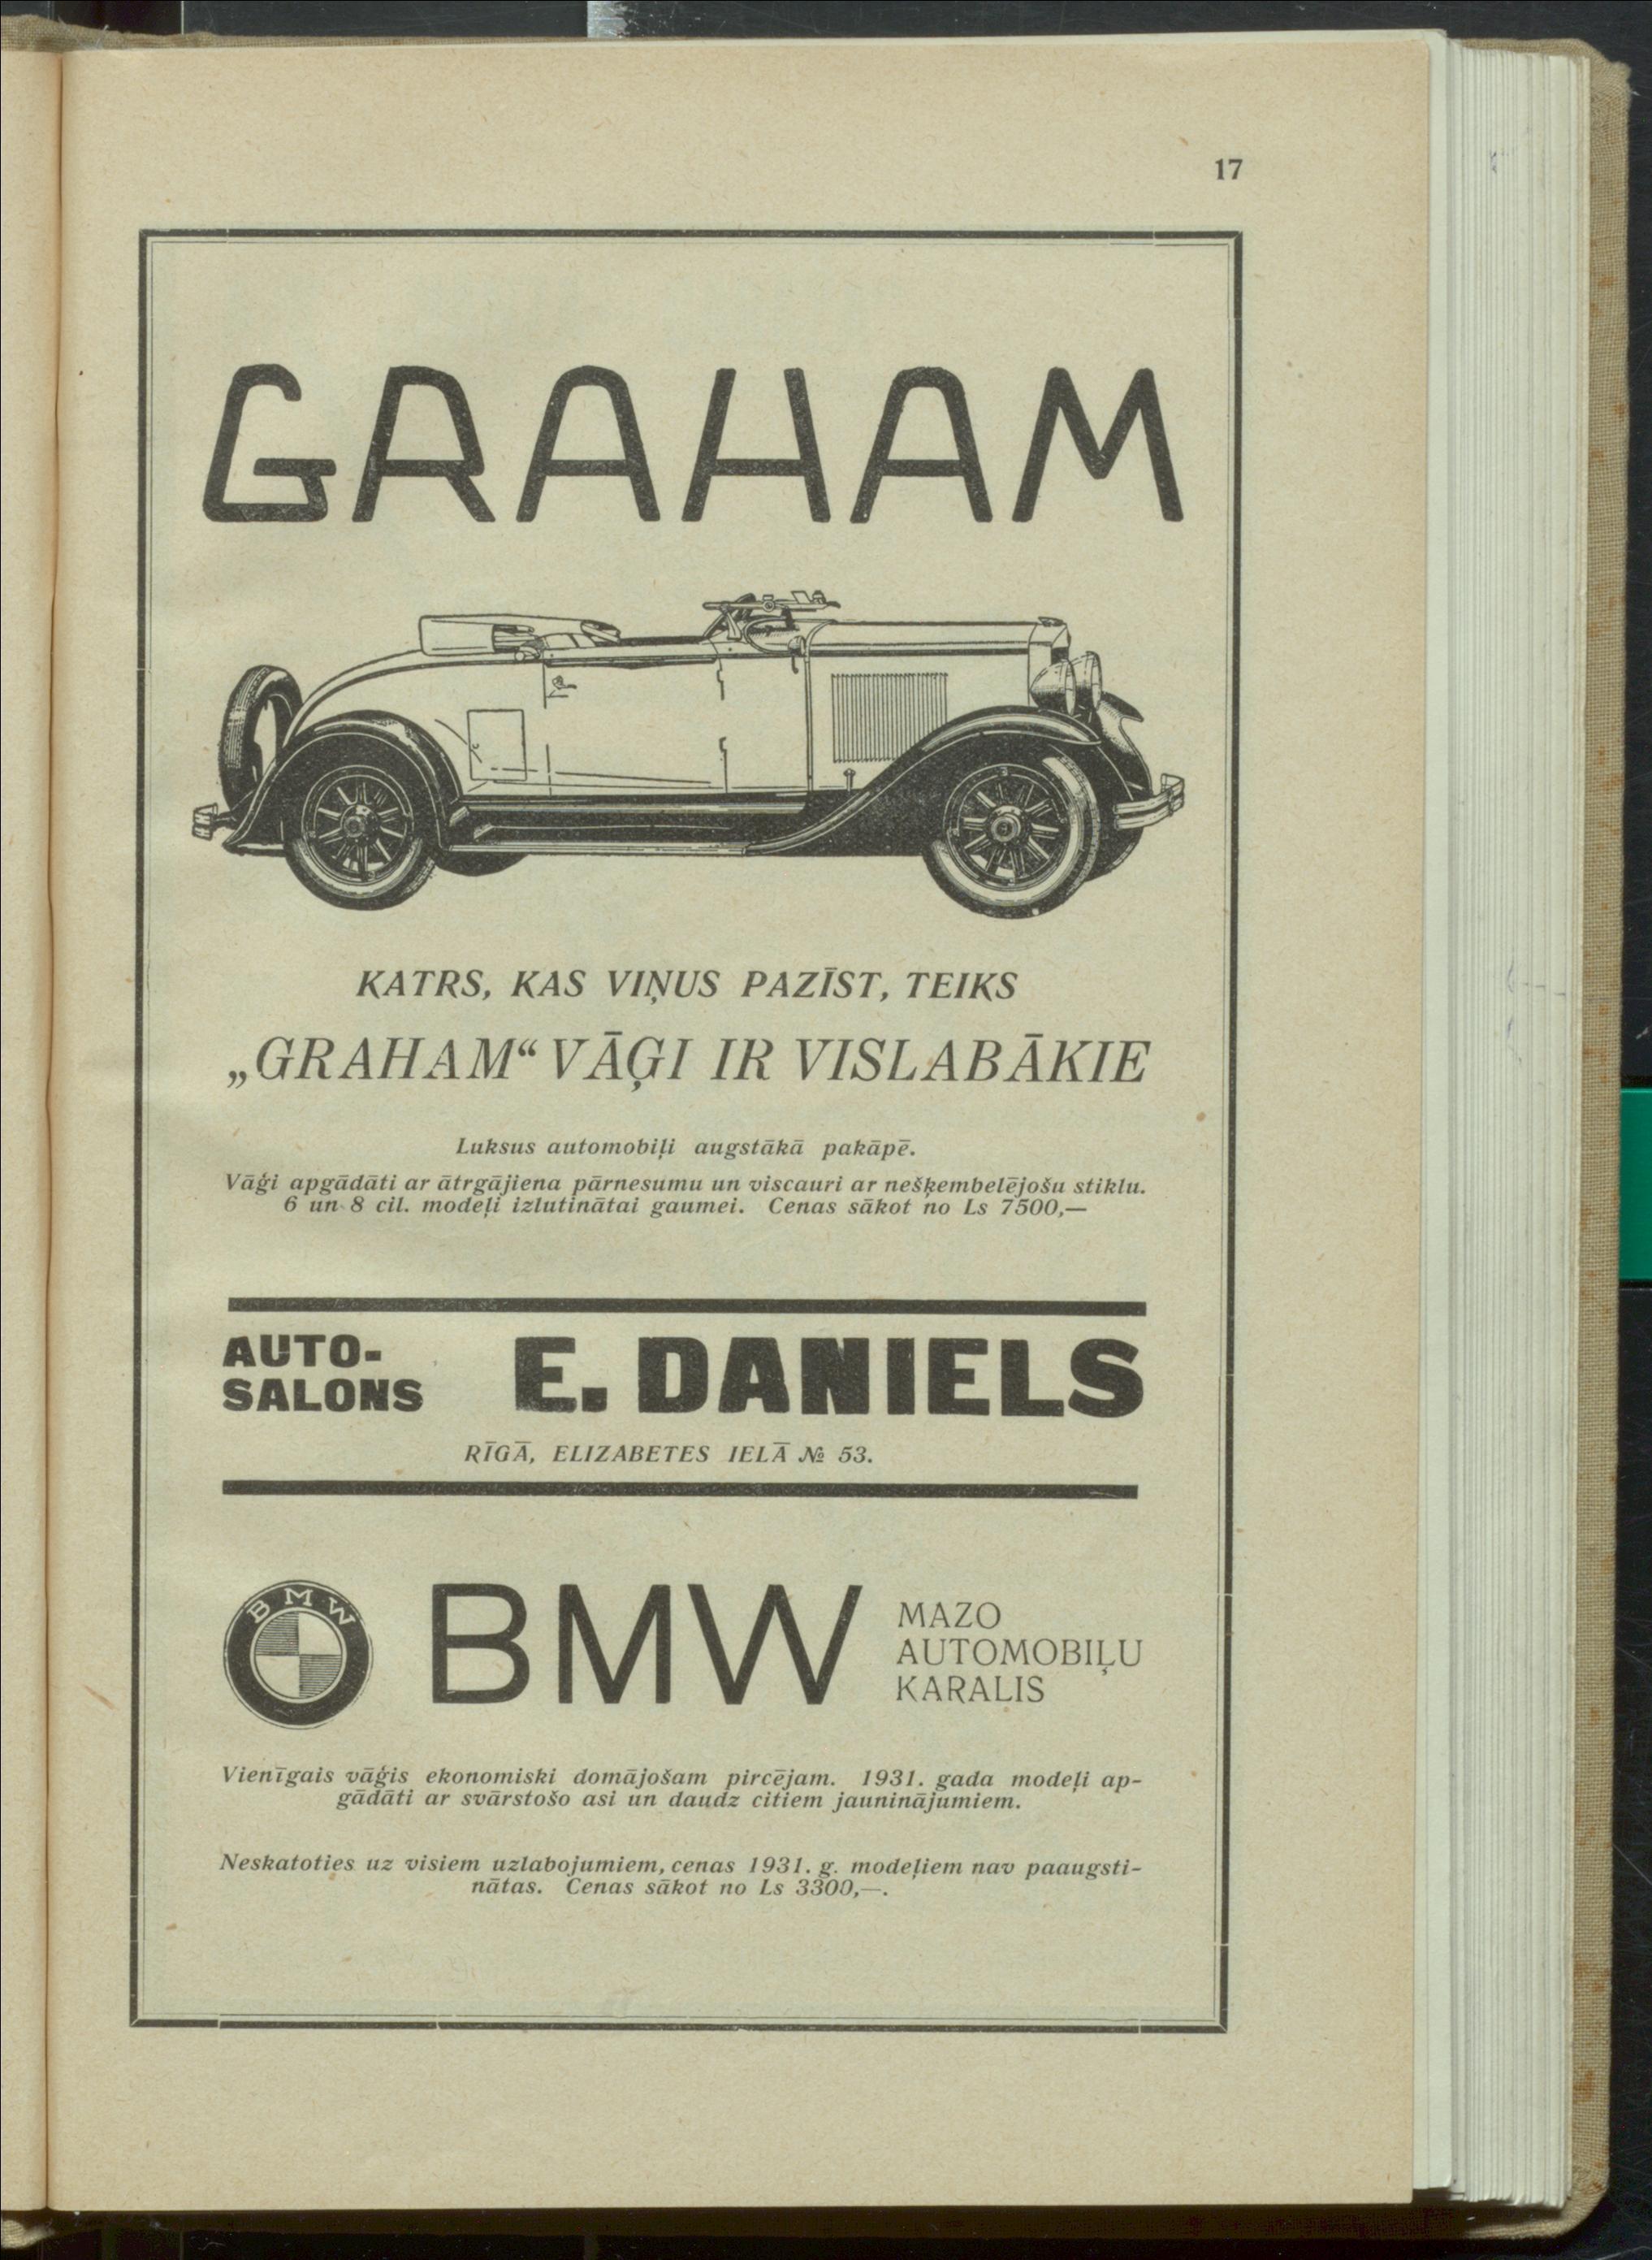 17
GRAHAM
KATRS, KAS VIŅUS PAZĪST, TEIKS
„GRAHAM“ VĀĢI IR VISLABĀKIE
Luksus automobiļi augstākā pakāpē.
Vāģi apgādāti ar ātrgājiena pārnesumu un viscauri ar nešķembelējošu stiklu.
6 un 8 cil. modeļi izlutinātai gaumei. Cenas sākot no Ls 7500,—
AUTO-
SALONS
E. DANIELS
RĪGĀ, ELIZABETES IELĀ № 53.
BMW
BMW
MAZO
AUTOMOBIĻU
KARALIS
Vienīgais vāģis ekonomiski domājošam pircējam. 1931. gada modeļi ap-
gādāti ar svārstošo asi un daudz citiem jauninājumiem.
Neskatoties uz visiem uzlabojumiem, cenas 1931. g. modeļiem nav paaugsti-
nātas. Cenas sākot no Ls 3300,—.